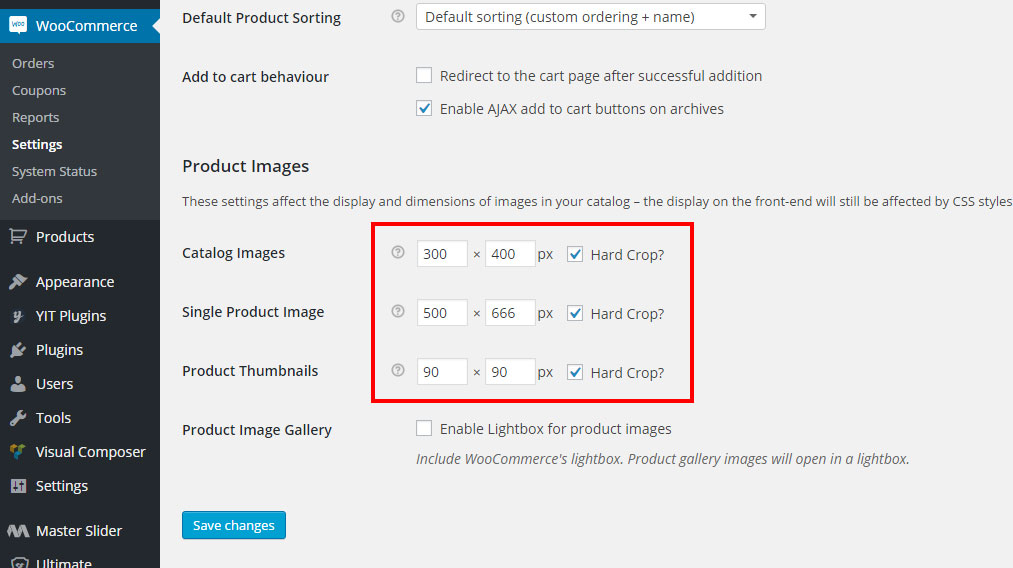 WooCommerce
Orders
Coupons
Reports
Settings
System Status
Add-ons
Products
Appearance
YIT Plugins
Plugins
Users
Tools
Visual Composer
Settings
Master Slider
Ultimate
Default Product Sorting ? Default sorting (custom ordering + name)
Add to cart behaviour Redirect to the cart page after successful addition
Enable AJAX add to cart buttons on archives
Product Images
These settings affect the display and dimensions of images in your catalog – the display on the front-end will still be affected by CSS styles
Catalog Images ? 300 × 400 px Hard Crop?
Single Product Image ? 500 × 666 px Hard Crop?
Product Thumbnails ? 90 × 90 px Hard Crop?
Product Image Gallery Enable Lightbox for product images
Include WooCommerce's lightbox. Product gallery images will open in a lightbox.
Save changes